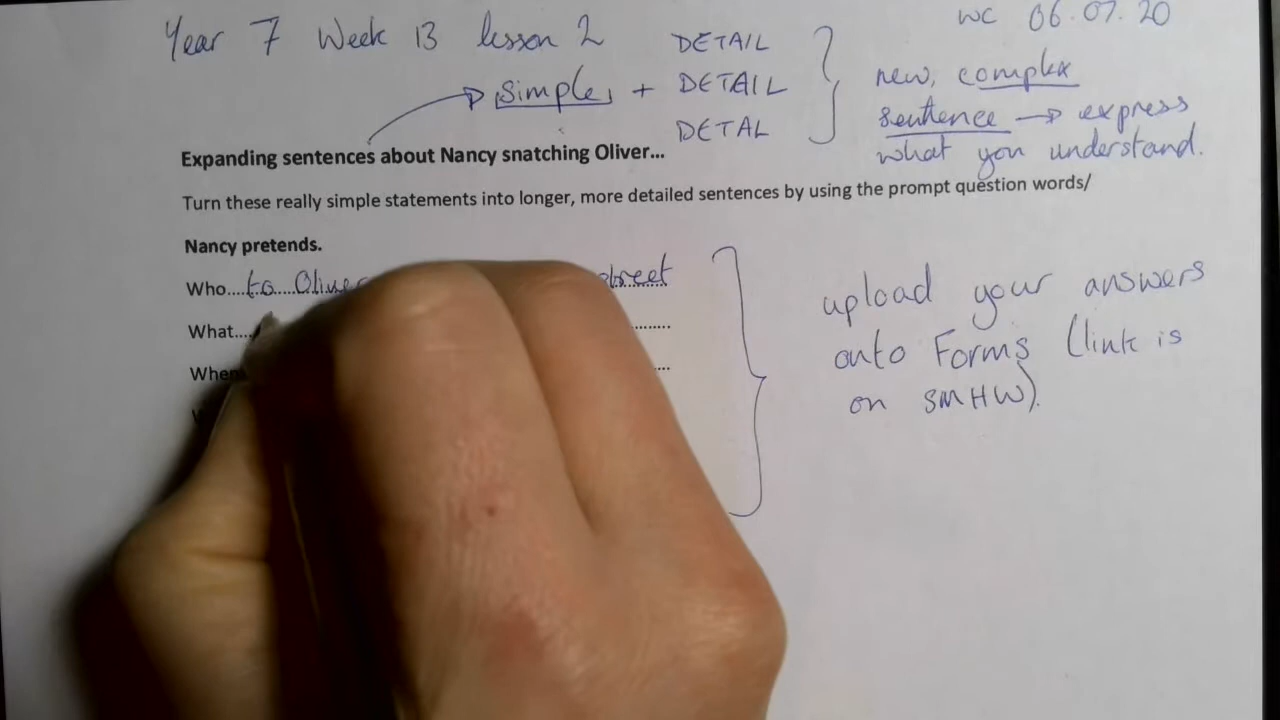 Year 7 Week 13 lesson 2
WC 06.07.20
simple + DETAIL
DETAIL
DETAL
new, complex
sentence → express
what you understand.
Expanding sentences about Nancy snatching Oliver...
Turn these really simple statements into longer, more detailed sentences by using the prompt question words/
Nancy pretends.
Who....to....Oliver street
What....
When
upload your answers
onto Forms (link is
on SMHW).